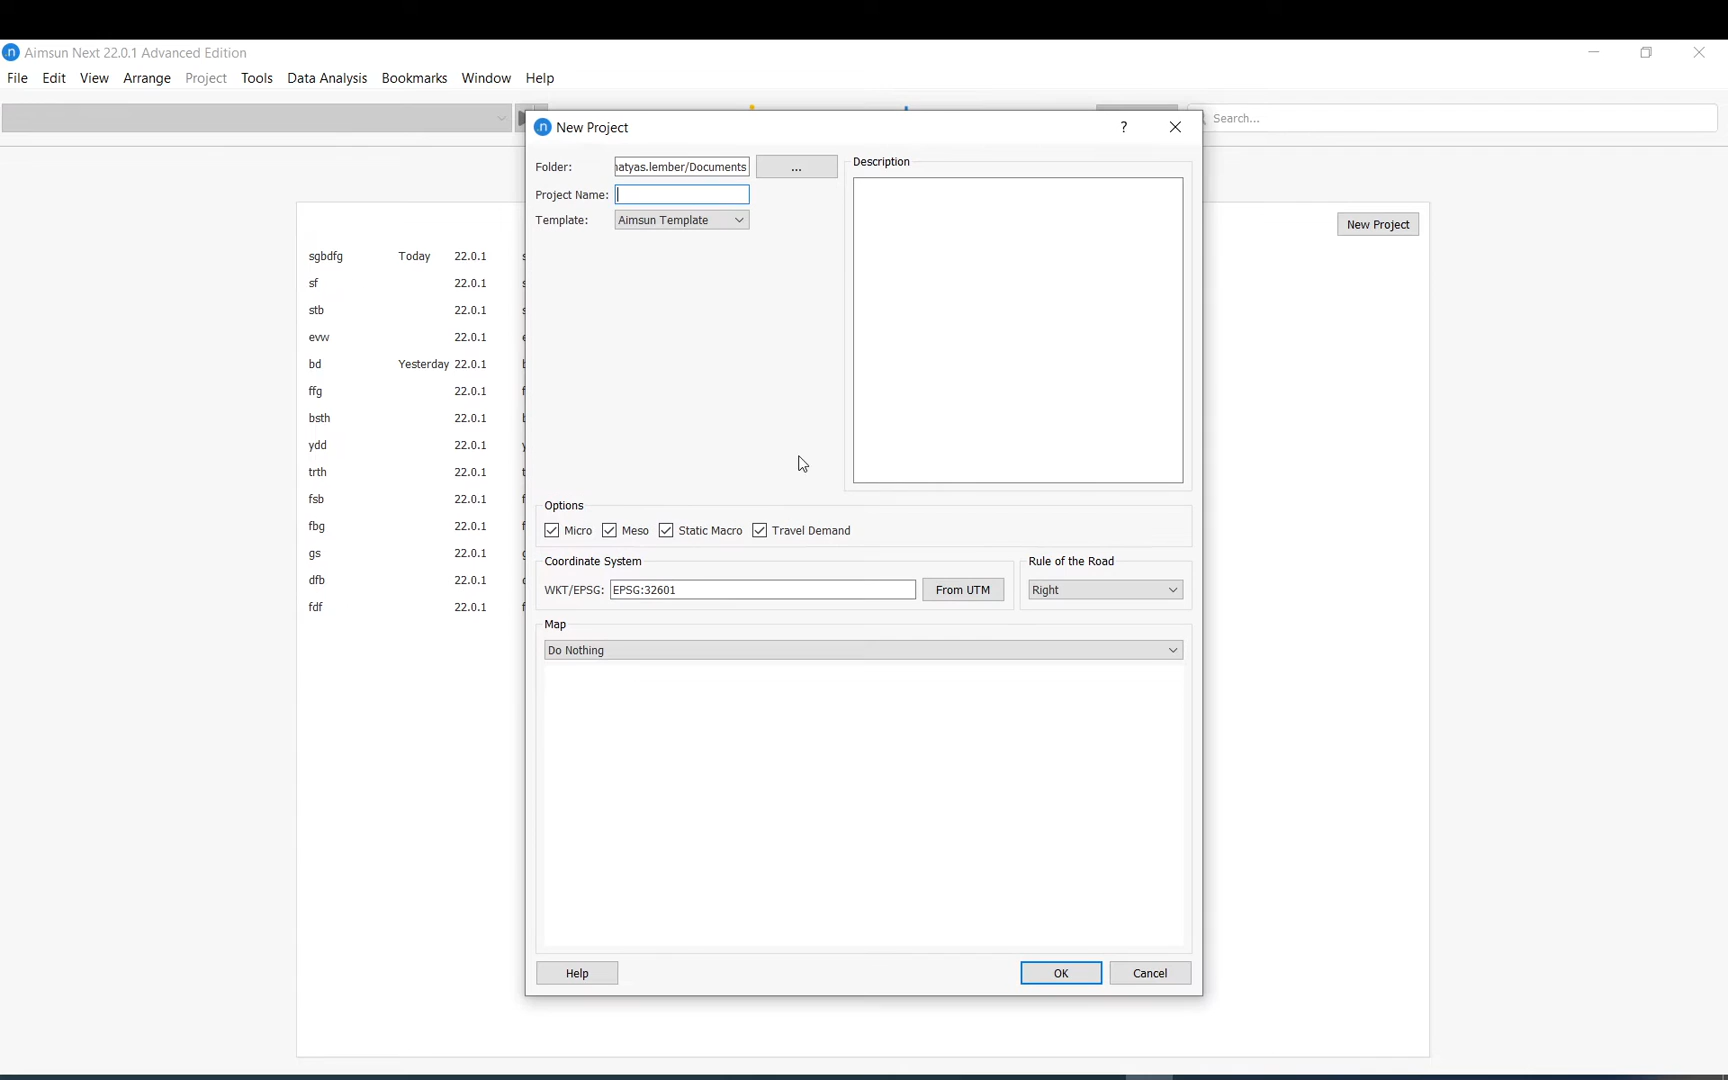 Aimsun Next 22.0.1 Advanced Edition
File Edit View Arrange Project Tools Data Analysis Bookmarks Window Help
Search...
New Project
Folder: atyas.lember/Documents ...
Project Name:
Template: Aimsun Template
Description
New Project
sgbdfg Today 22.0.1
sf 22.0.1
stb 22.0.1
evw 22.0.1
bd Yesterday 22.0.1
ffg 22.0.1
bsth 22.0.1
ydd 22.0.1
trth 22.0.1
fsb 22.0.1
fbg 22.0.1
gs 22.0.1
dfb 22.0.1
fdf 22.0.1
Options
Micro Meso Static Macro Travel Demand
Coordinate System
WKT/EPSG: EPSG:32601 From UTM
Rule of the Road
Right
Map
Do Nothing
Help OK Cancel